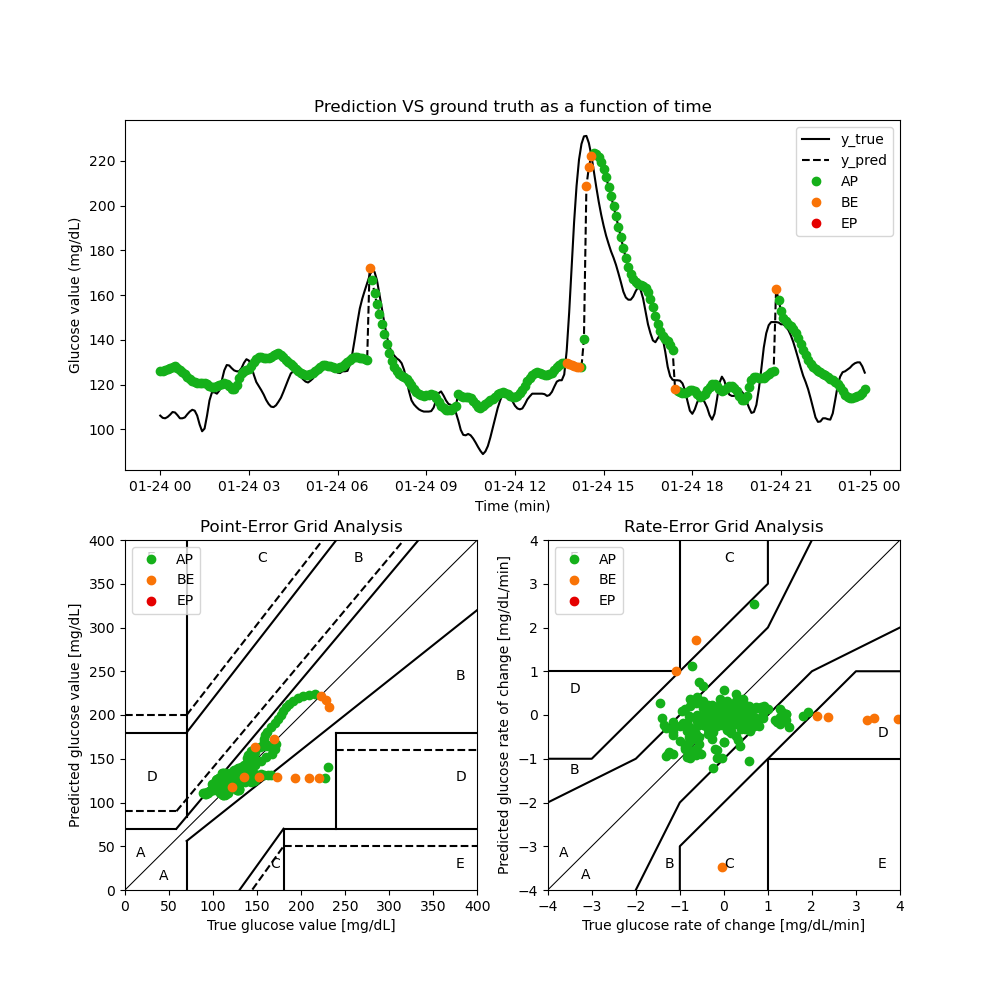 Prediction VS ground truth as a function of time
Glucose value (mg/dL)
220
200
180
160
140
120
100
y_true
y_pred
AP
BE
EP
01-24 00 01-24 03 01-24 06 01-24 09 01-24 12 01-24 15 01-24 18 01-24 21 01-25 00
Time (min)
Point-Error Grid Analysis
Predicted glucose value [mg/dL]
400
350
300
250
200
150
100
50
0
AP
BE
EP
C
B
B
D
D
A
A
C
E
0 50 100 150 200 250 300 350 400
True glucose value [mg/dL]
Rate-Error Grid Analysis
Predicted glucose rate of change [mg/dL/min]
4
3
2
1
0
−1
−2
−3
−4
AP
BE
EP
C
D
D
B
A
A
B
C
E
−4 −3 −2 −1 0 1 2 3 4
True glucose rate of change [mg/dL/min]